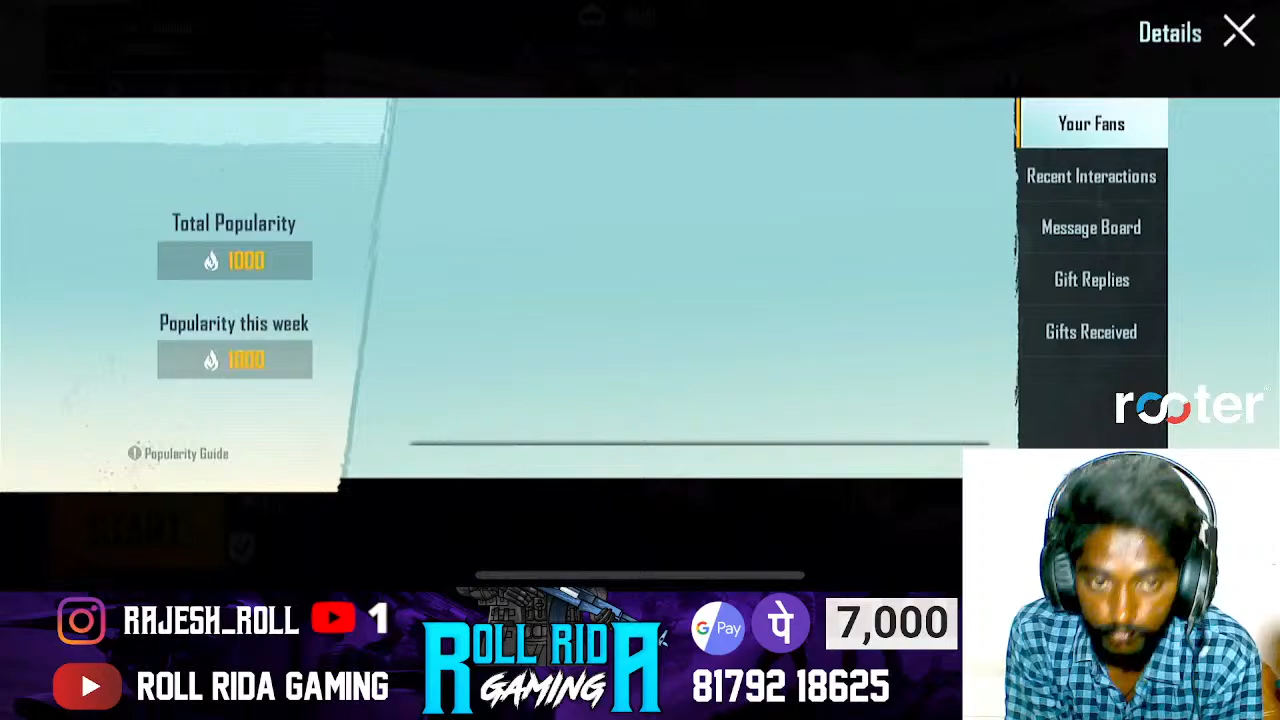 Details
Your Fans
Recent Interactions
Message Board
Gift Replies
Gifts Received
Total Popularity
1000
Popularity this week
1000
Popularity Guide
rooter
START
RAJESH_ROLL
1
ROLL RIDA GAMING
ROLL RIDA
GAMING
G Pay
पे
7,000
81792 18625